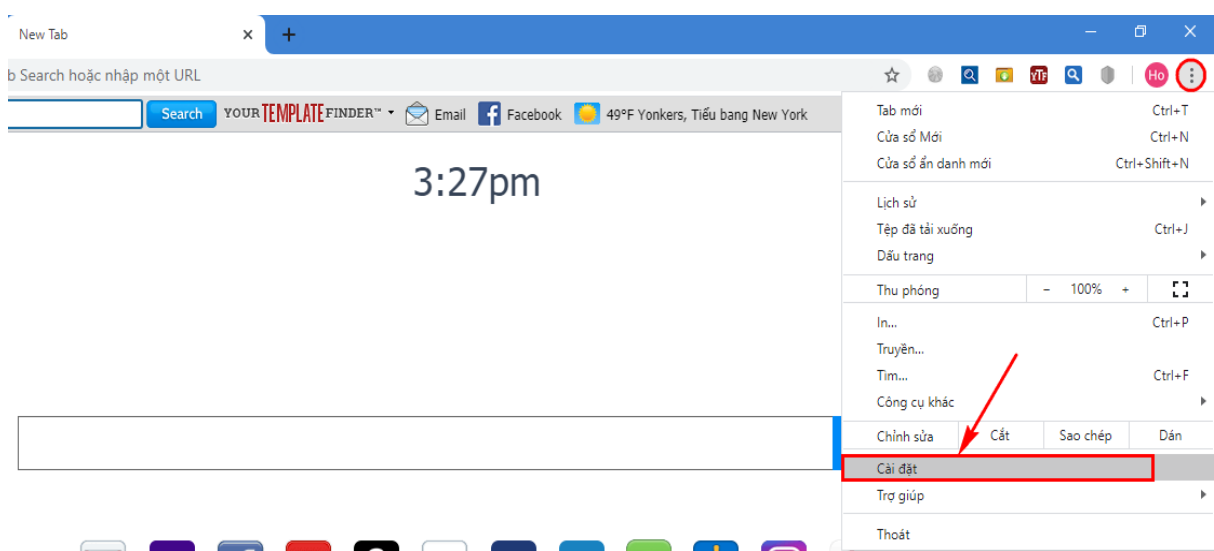 New Tab
b Search hoặc nhập một URL
YTF
Ho
Search YOUR TEMPLATE FINDER™ Email Facebook 49°F Yonkers, Tiểu bang New York
3:27pm
Tab mới Ctrl+T
Cửa sổ Mới Ctrl+N
Cửa sổ ẩn danh mới Ctrl+Shift+N
Lịch sử
Tệp đã tải xuống Ctrl+J
Dấu trang
Thu phóng - 100% +
In... Ctrl+P
Truyền...
Tìm... Ctrl+F
Công cụ khác
Chỉnh sửa Cắt Sao chép Dán
Cài đặt
Trợ giúp
Thoát